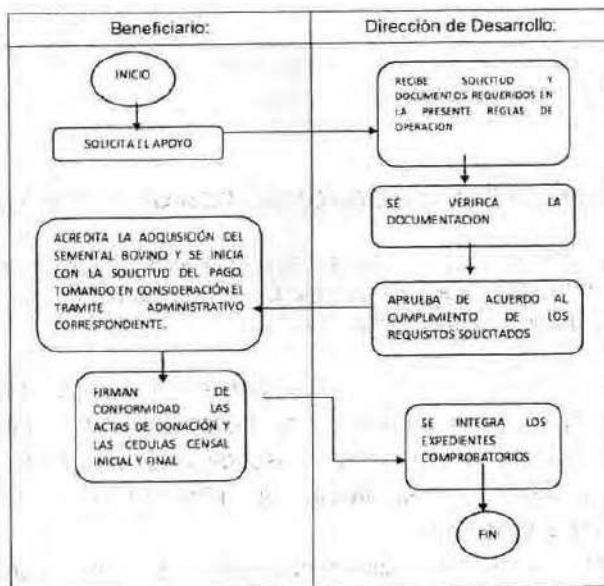 Beneficiario:
Dirección de Desarrollo:
INICIO
SOLICITA EL APOYO
RECIBE SOLICITUD Y
DOCUMENTOS REQUERIDOS EN
LA PRESENTE REGLAS DE
OPERACION
SÉ VERIFICA LA
DOCUMENTACION
APRUEBA DE ACUERDO AL
CUMPLIMIENTO DE LOS
REQUISITOS SOLICITADOS
ACREDITA LA ADQUISICIÓN DEL
SEMENTAL BOVINO Y SE INICIA
CON LA SOLICITUD DEL PAGO,
TOMANDO EN CONSIDERACIÓN EL
TRAMITE ADMINISTRATIVO
CORRESPONDIENTE.
FIRMAN DE
CONFORMIDAD LAS
ACTAS DE DONACIÓN Y
LAS CEDULAS CENSAL
INICIAL Y FINAL
SE INTEGRA LOS
EXPEDIENTES
COMPROBATORIOS
FIN